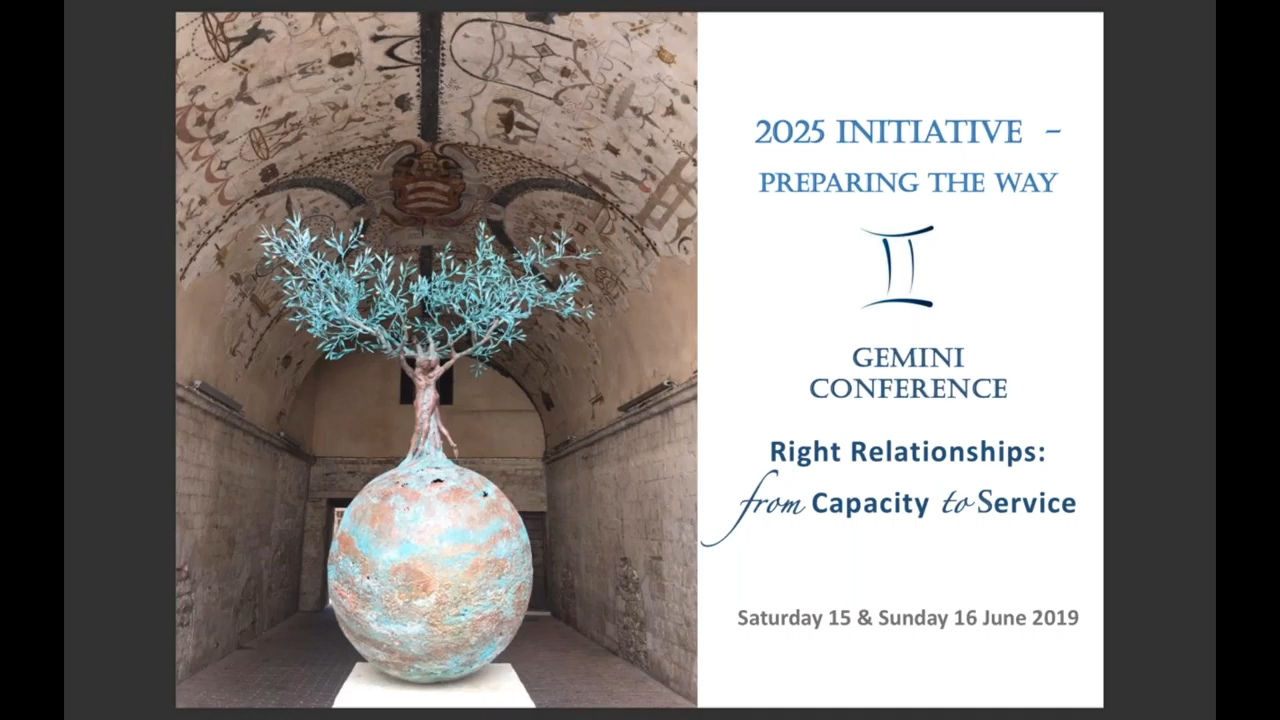 2025 INITIATIVE –
PREPARING THE WAY
GEMINI
CONFERENCE
Right Relationships:
from Capacity to Service
Saturday 15 & Sunday 16 June 2019